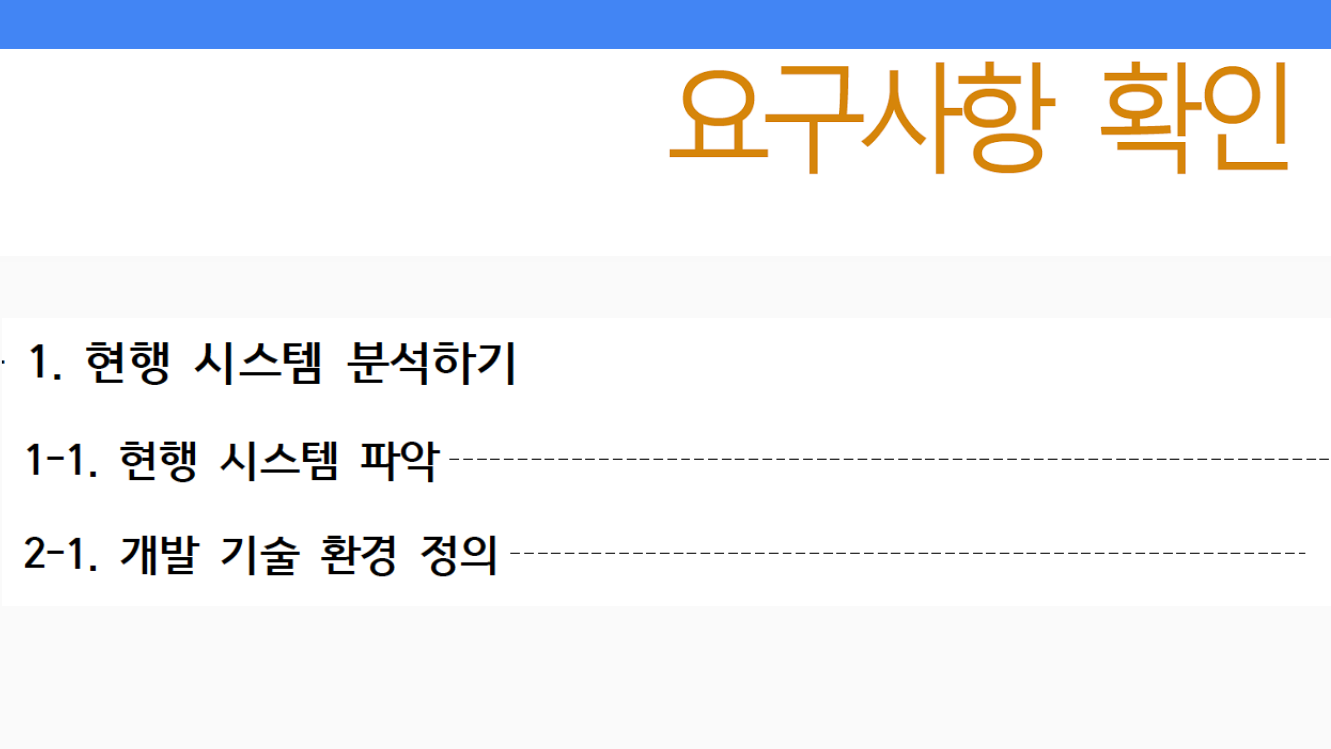 요구사항 확인
1. 현행 시스템 분석하기
1-1. 현행 시스템 파악
2-1. 개발 기술 환경 정의